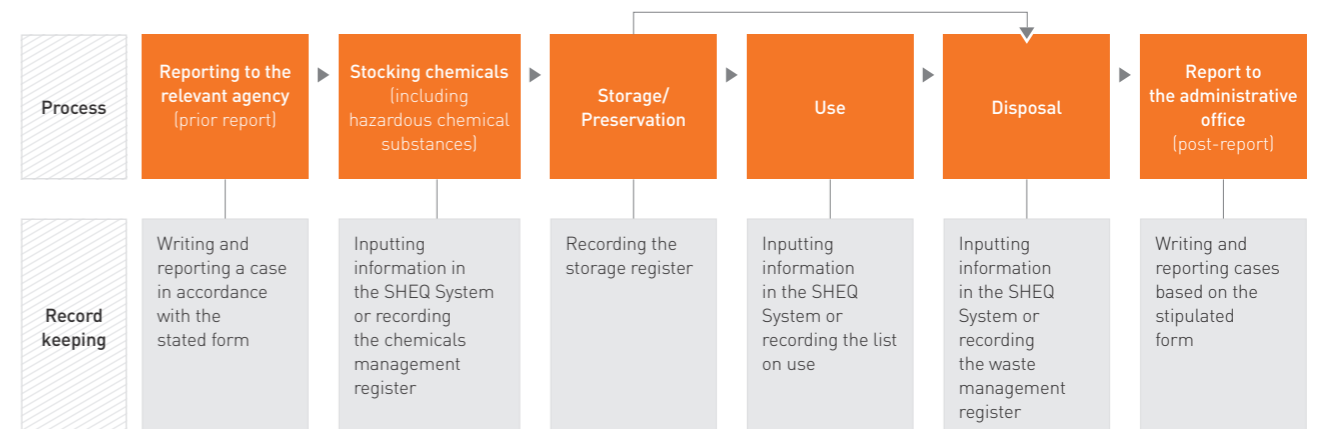 Process
Reporting to the
relevant agency
(prior report)
Stocking chemicals
(including
hazardous chemical
substances)
Storage/
Preservation
Use
Disposal
Report to
the administrative
office
(post-report)
Record
keeping
Writing and
reporting a case
in accordance
with the
stated form
Inputting
information in
the SHEQ System
or recording
the chemicals
management
register
Recording the
storage register
Inputting
information
in the SHEQ
System or
recording the list
on use
Inputting
information
in the SHEQ
System or
recording
the waste
management
register
Writing and
reporting cases
based on the
stipulated
form